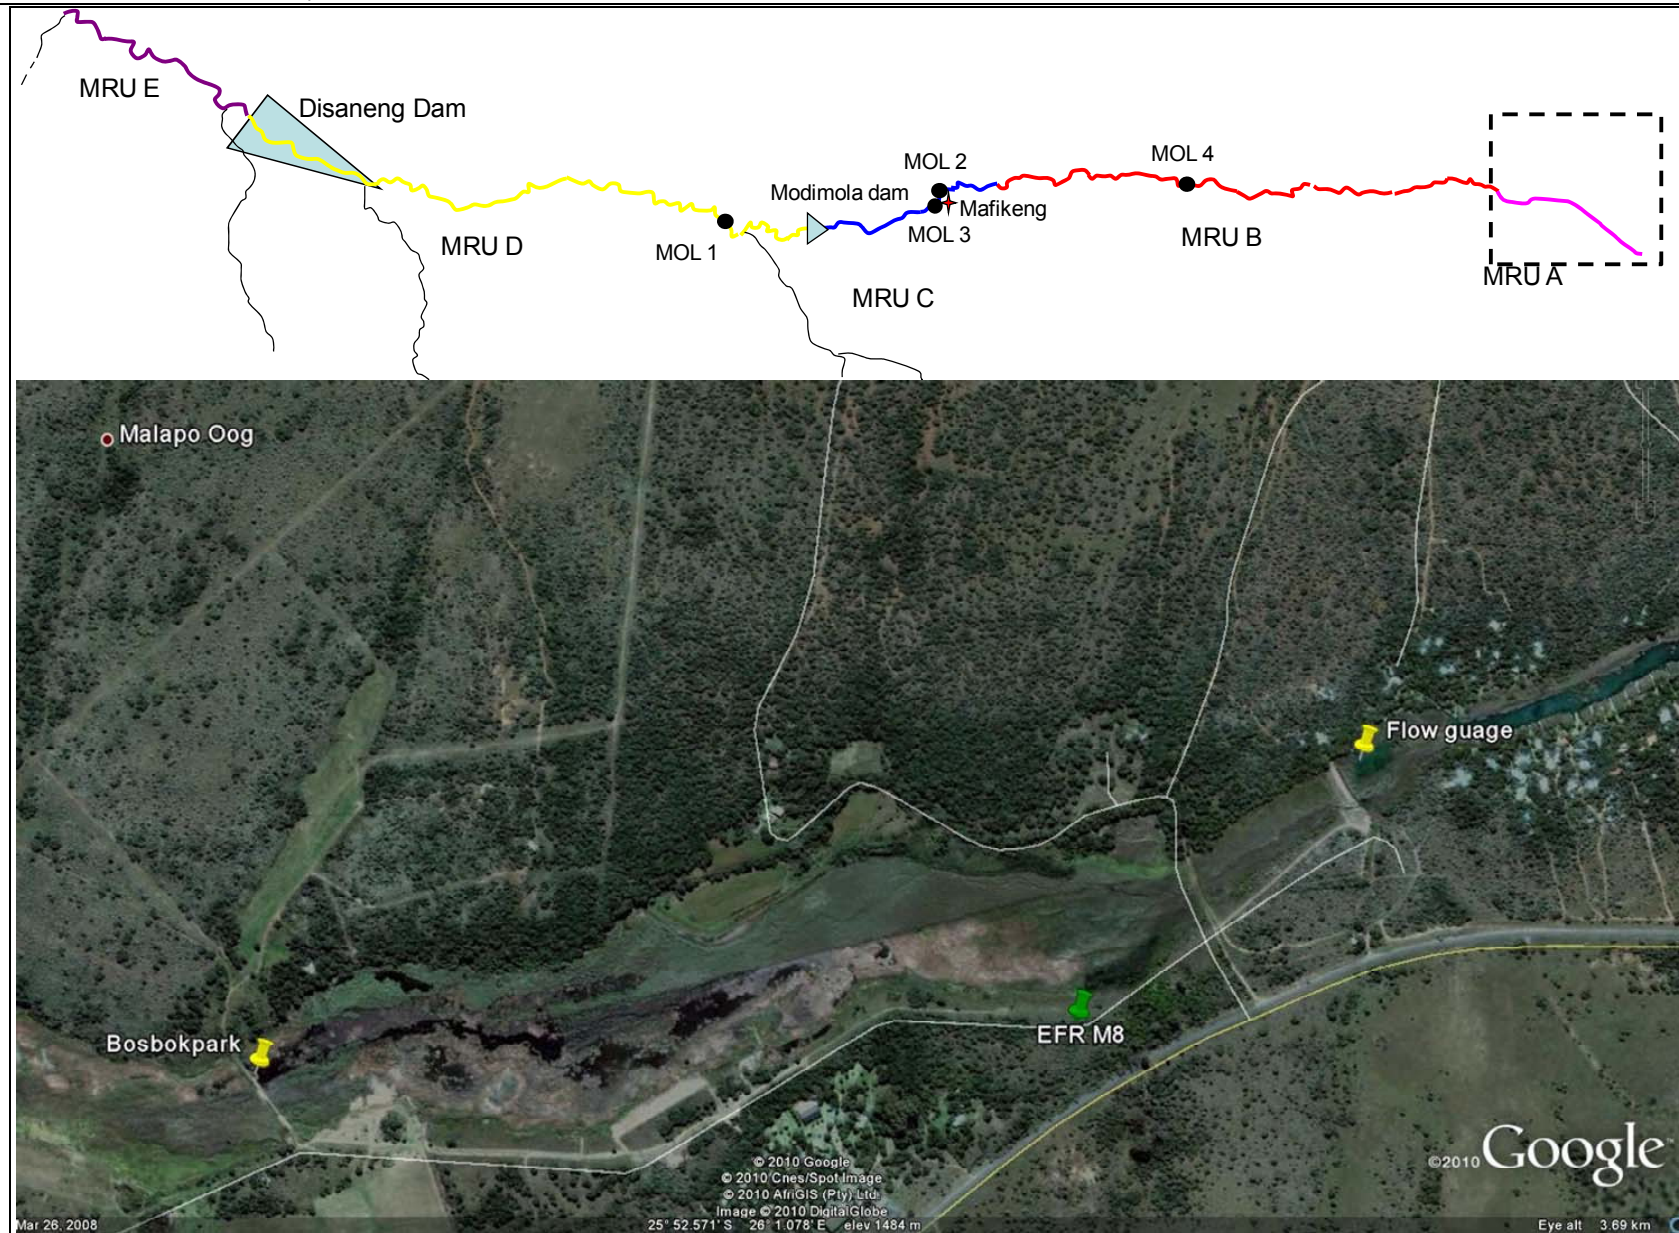 MRU E
Disaneng Dam
MRU D
MOL 1
Modimola dam
MOL 2
MOL 3
Mafikeng
MRU C
MOL 4
MRU B
MRU A
Malapo Oog
Flow guage
Bosbokpark
EFR M8
© 2010 Google
© 2010 Cnes/Spot Image
© 2010 AfriGIS (Pty) Ltd.
Image © 2010 DigitalGlobe
©2010 Google
Mar 26, 2008
25° 52.571' S 26° 1.078' E elev 1484 m
Eye alt 3.69 km